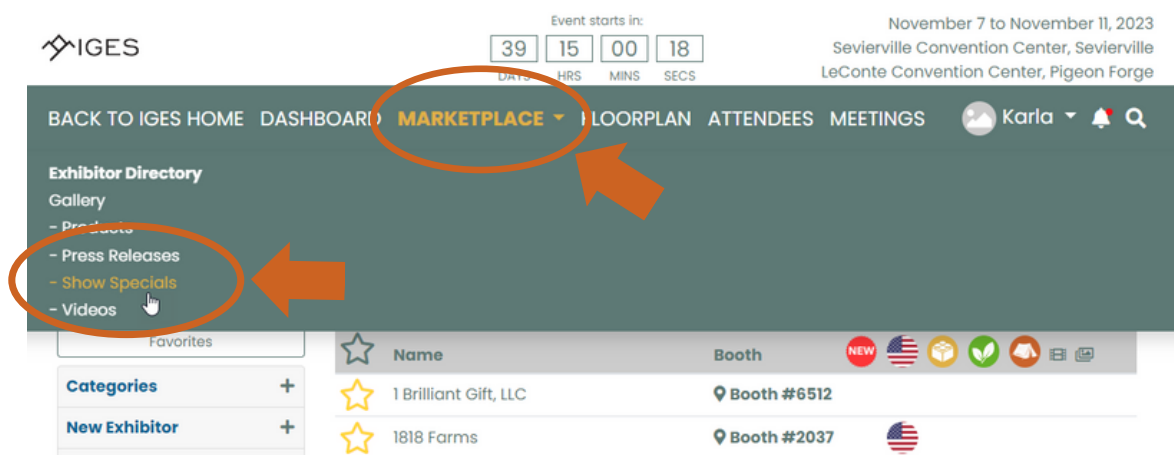 IGES
Event starts in:
39 15 00 18
DAYS HRS MINS SECS
November 7 to November 11, 2023
Sevierville Convention Center, Sevierville
LeConte Convention Center, Pigeon Forge
BACK TO IGES HOME DASHBOARD MARKETPLACE FLOORPLAN ATTENDEES MEETINGS Karla
Exhibitor Directory
Gallery
- Products
- Press Releases
- Show Specials
- Videos
Favorites
Name Booth NEW
Categories +
1 Brilliant Gift, LLC Booth #6512
New Exhibitor +
1818 Farms Booth #2037